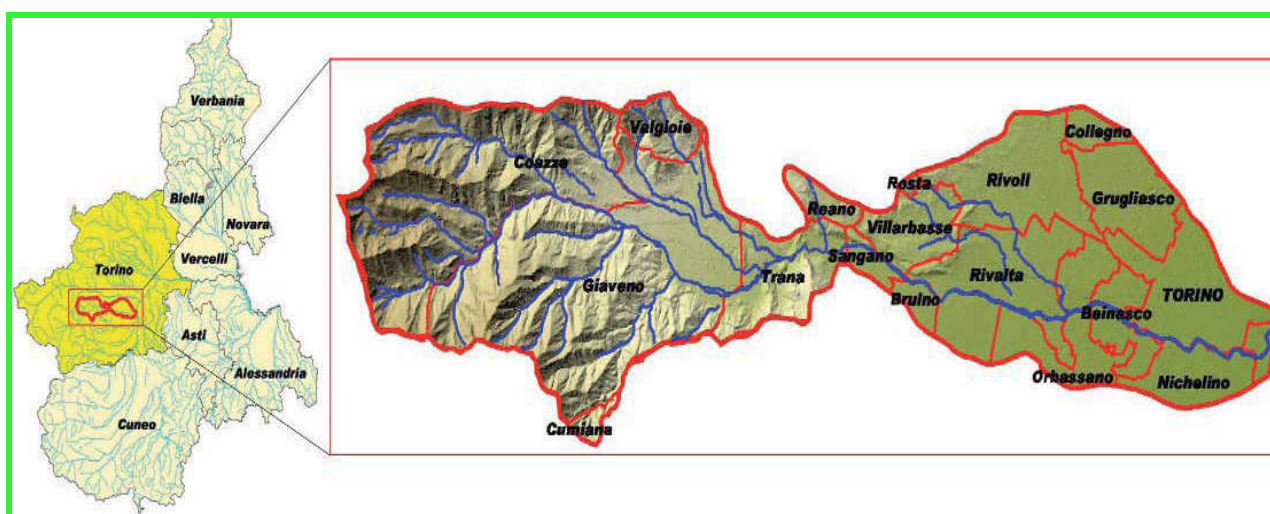 Verbania
Biella
Novara
Vercelli
Torino
Asti
Alessandria
Cuneo
Valgioie
Coazze
Giaveno
Cumiana
Trana
Reano
Sangano
Rosta
Villarbasse
Bruino
Rivoli
Rivalta
Collegno
Grugliasco
TORINO
Beinasco
Orbassano
Nichelino